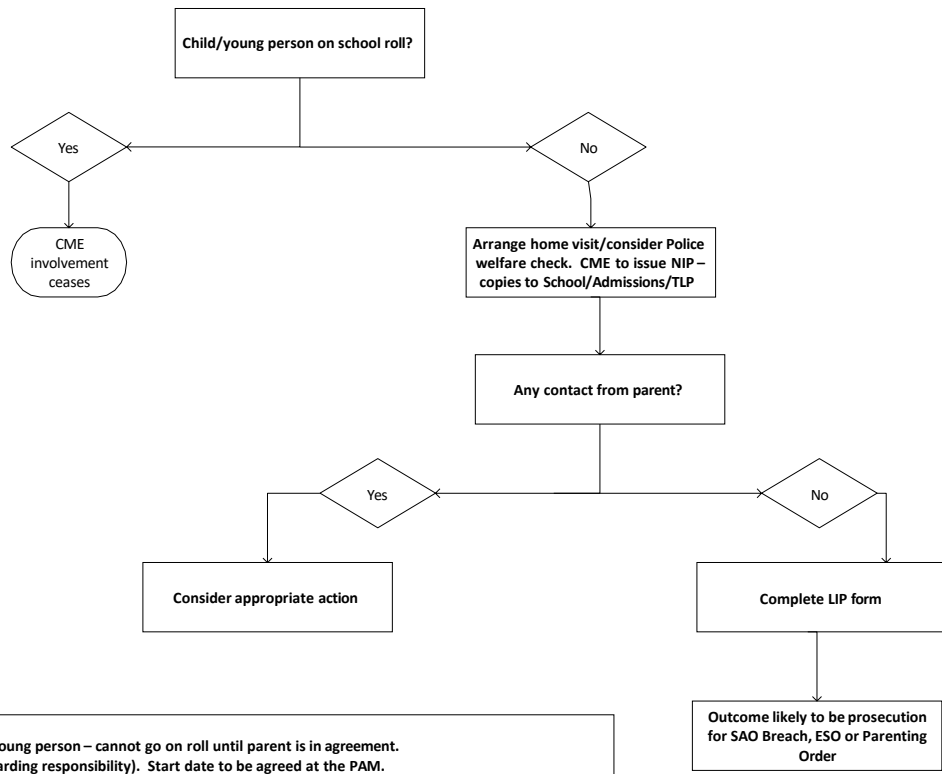 Child/young person on school roll?
Yes
No
CME
involvement
ceases
Arrange home visit/consider Police
welfare check. CME to issue NIP –
copies to School/Admissions/TLP
Any contact from parent?
Yes
No
Consider appropriate action
Complete LIP form
Outcome likely to be prosecution
for SAO Breach, ESO or Parenting
Order
oung person – cannot go on roll until parent is in agreement.
arding responsibility). Start date to be agreed at the PAM.